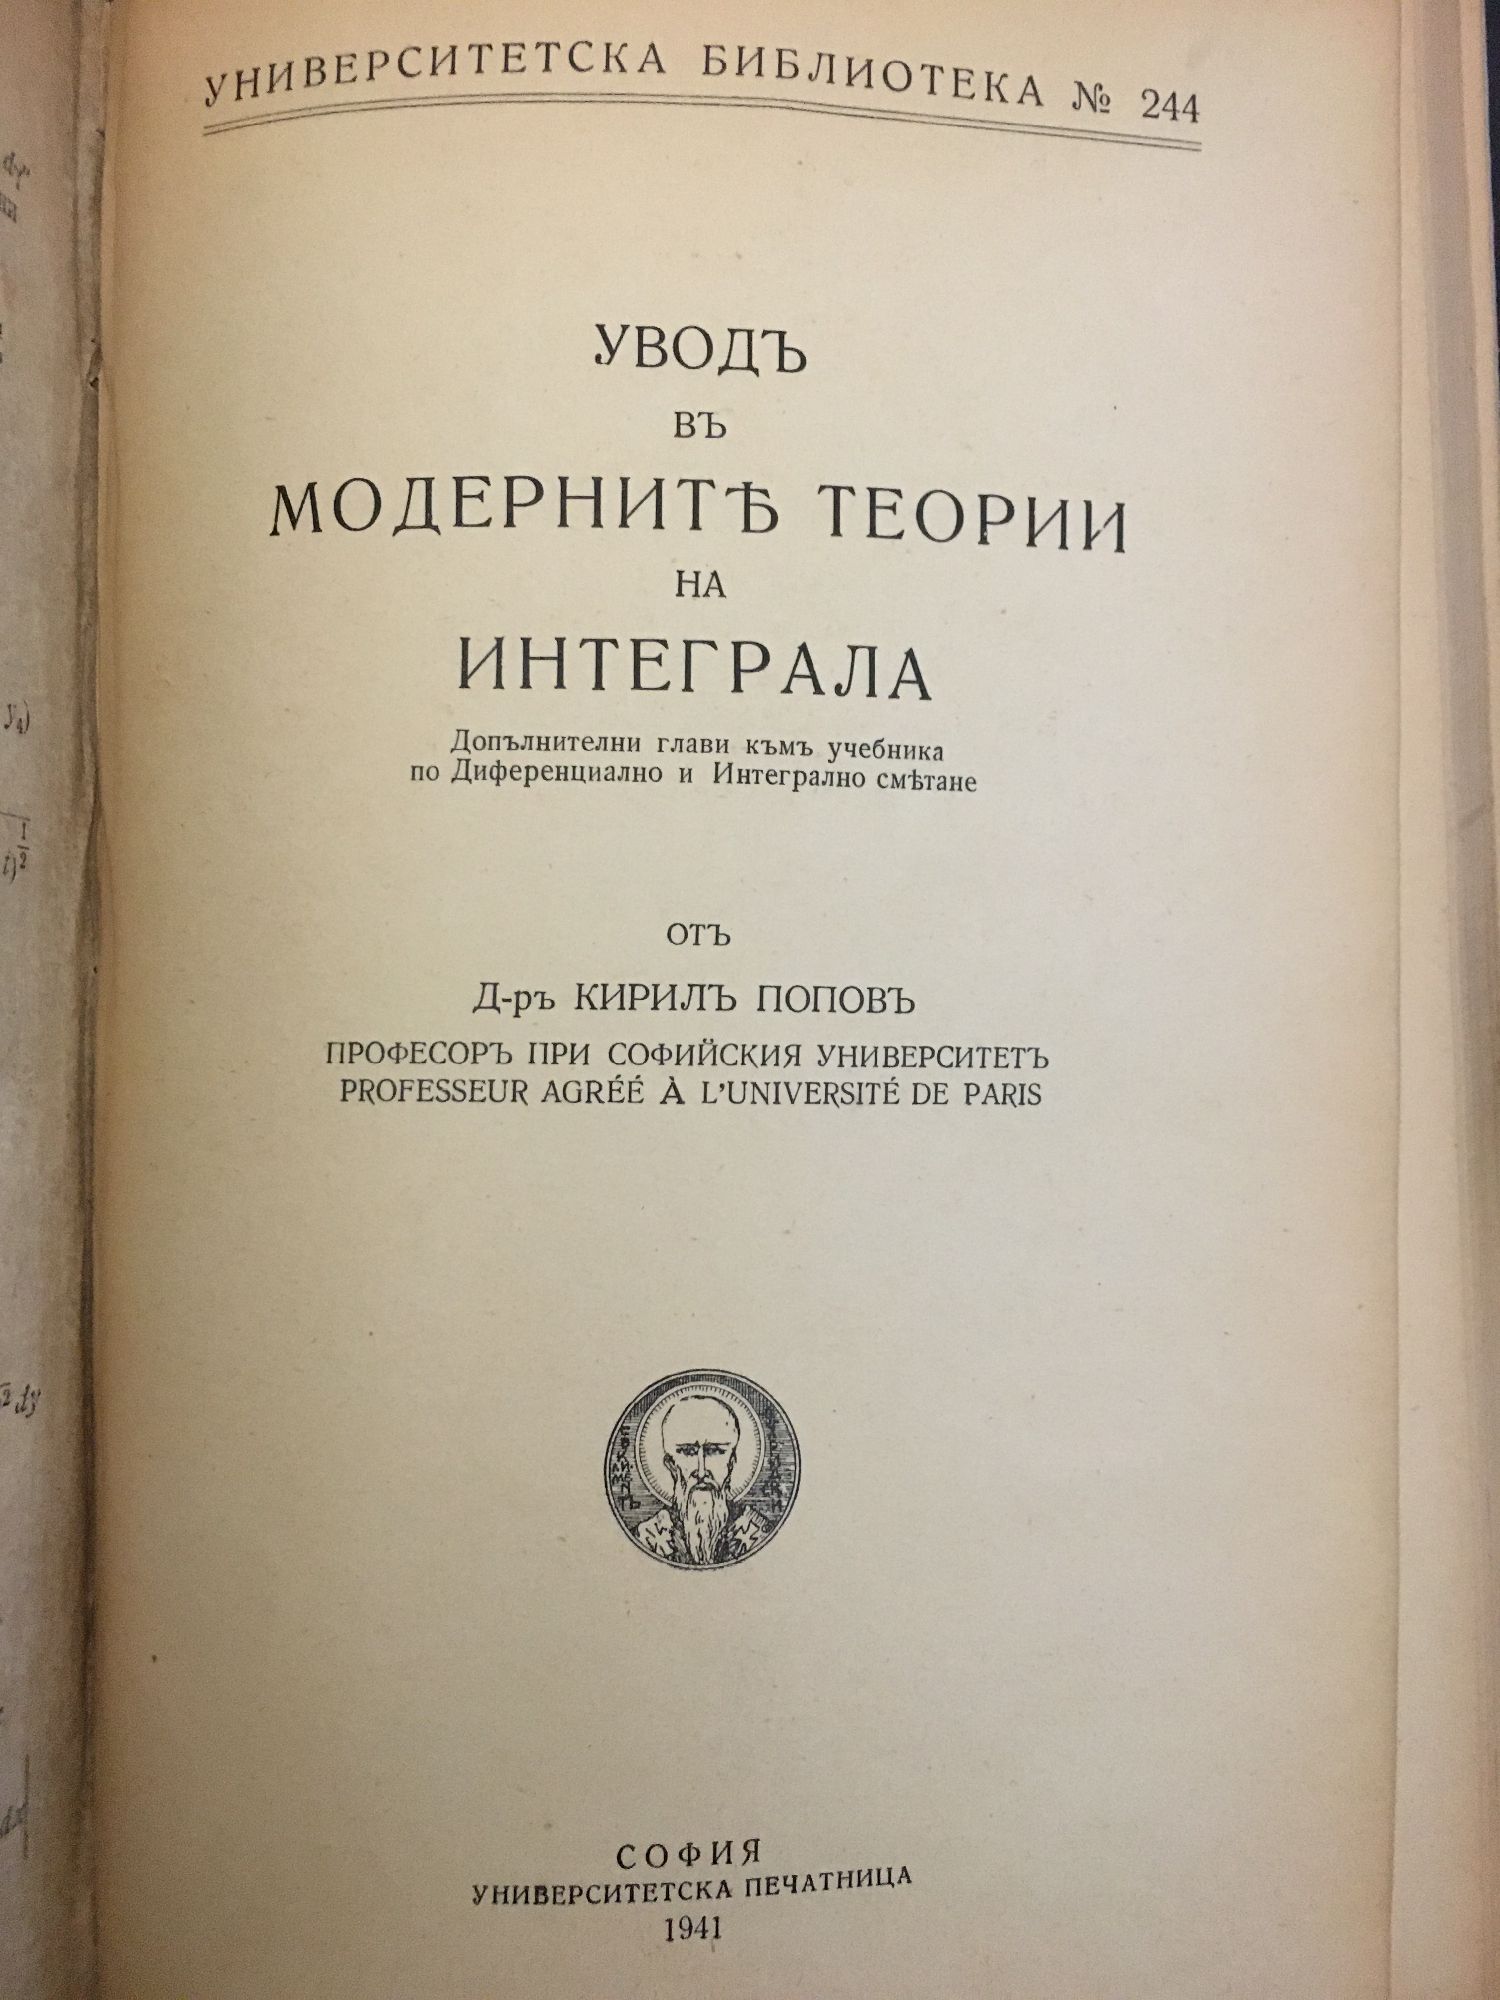 УНИВЕРСИТЕТСКА БИБЛИОТЕКА № 244
УВОДЪ
ВЪ
МОДЕРНИТѢ ТЕОРИИ
НА
ИНТЕГРАЛА
Допълнителни глави къмъ учебника
по Диференциално и Интегрално смѣтане
ОТЪ
Д-ръ КИРИЛЪ ПОПОВЪ
ПРОФЕСОРЪ ПРИ СОФИЙСКИЯ УНИВЕРСИТЕТЪ
PROFESSEUR AGRÉÉ À L'UNIVERSITÉ DE PARIS
СОФИЯ
УНИВЕРСИТЕТСКА ПЕЧАТНИЦА
1941